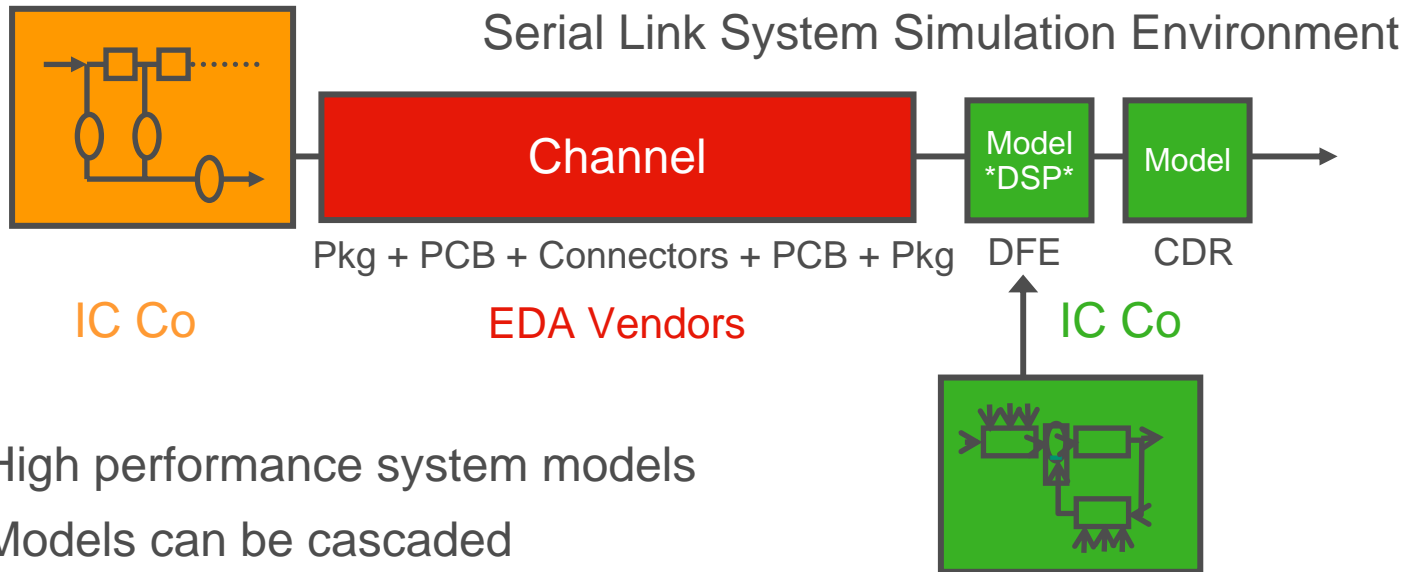 Serial Link System Simulation Environment
Channel
Model
*DSP*
Model
Pkg + PCB + Connectors + PCB + Pkg
DFE
CDR
IC Co
EDA Vendors
IC Co
High performance system models
Models can be cascaded